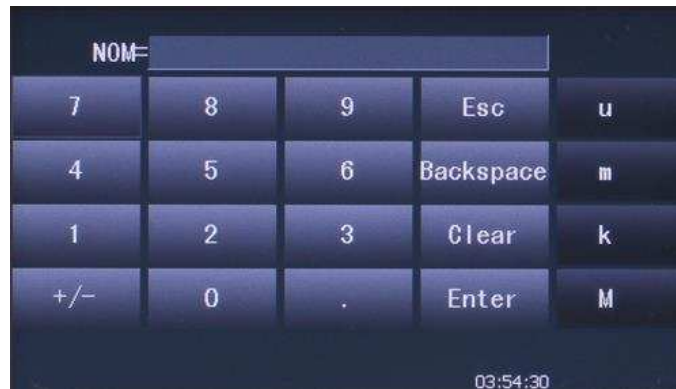 NOM=
7 8 9 Esc u
4 5 6 Backspace m
1 2 3 Clear k
+/- 0 . Enter M
03:54:30